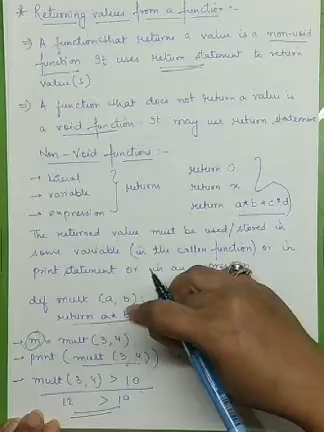 * Returning values from a function :-
⇒ A function that returns a value is a non-void
function It uses return statement to return
value(s)
⇒ A function that does not return a value is
a void function. It may use return statement
Non-Void functions :-
→ literal
→ variable
→ expression
returns
return 0
return x
return a*b+c*d
The returned value must be used/stored in
some variable (in the caller function) or in
print statement or in an
def mult (a, b):
return a*
→ m = mult(3,4)
→ print (mult (3,4))
→ mult(3,4) > 10
12 > 10